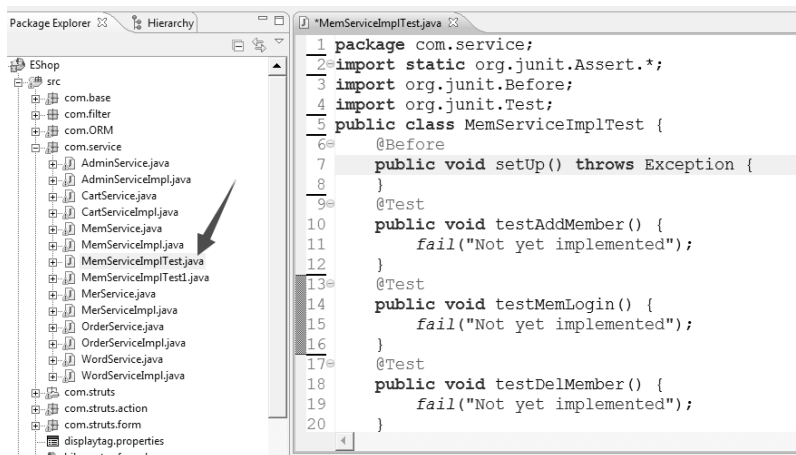 Package Explorer
Hierarchy
EShop
src
com.base
com.filter
com.ORM
com.service
AdminService.java
AdminServiceImpl.java
CartService.java
CartServiceImpl.java
MemService.java
MemServiceImpl.java
MemServiceImplTest.java
MemServiceImplTest1.java
MerService.java
MerServiceImpl.java
OrderService.java
OrderServiceImpl.java
WordService.java
WordServiceImpl.java
com.struts
com.struts.action
com.struts.form
displaytag.properties
*MemServiceImplTest.java
1 package com.service;
2 import static org.junit.Assert.*;
3 import org.junit.Before;
4 import org.junit.Test;
5 public class MemServiceImplTest {
6 @Before
7 public void setUp() throws Exception {
8 }
9 @Test
10 public void testAddMember() {
11 fail("Not yet implemented");
12 }
13 @Test
14 public void testMemLogin() {
15 fail("Not yet implemented");
16 }
17 @Test
18 public void testDelMember() {
19 fail("Not yet implemented");
20 }